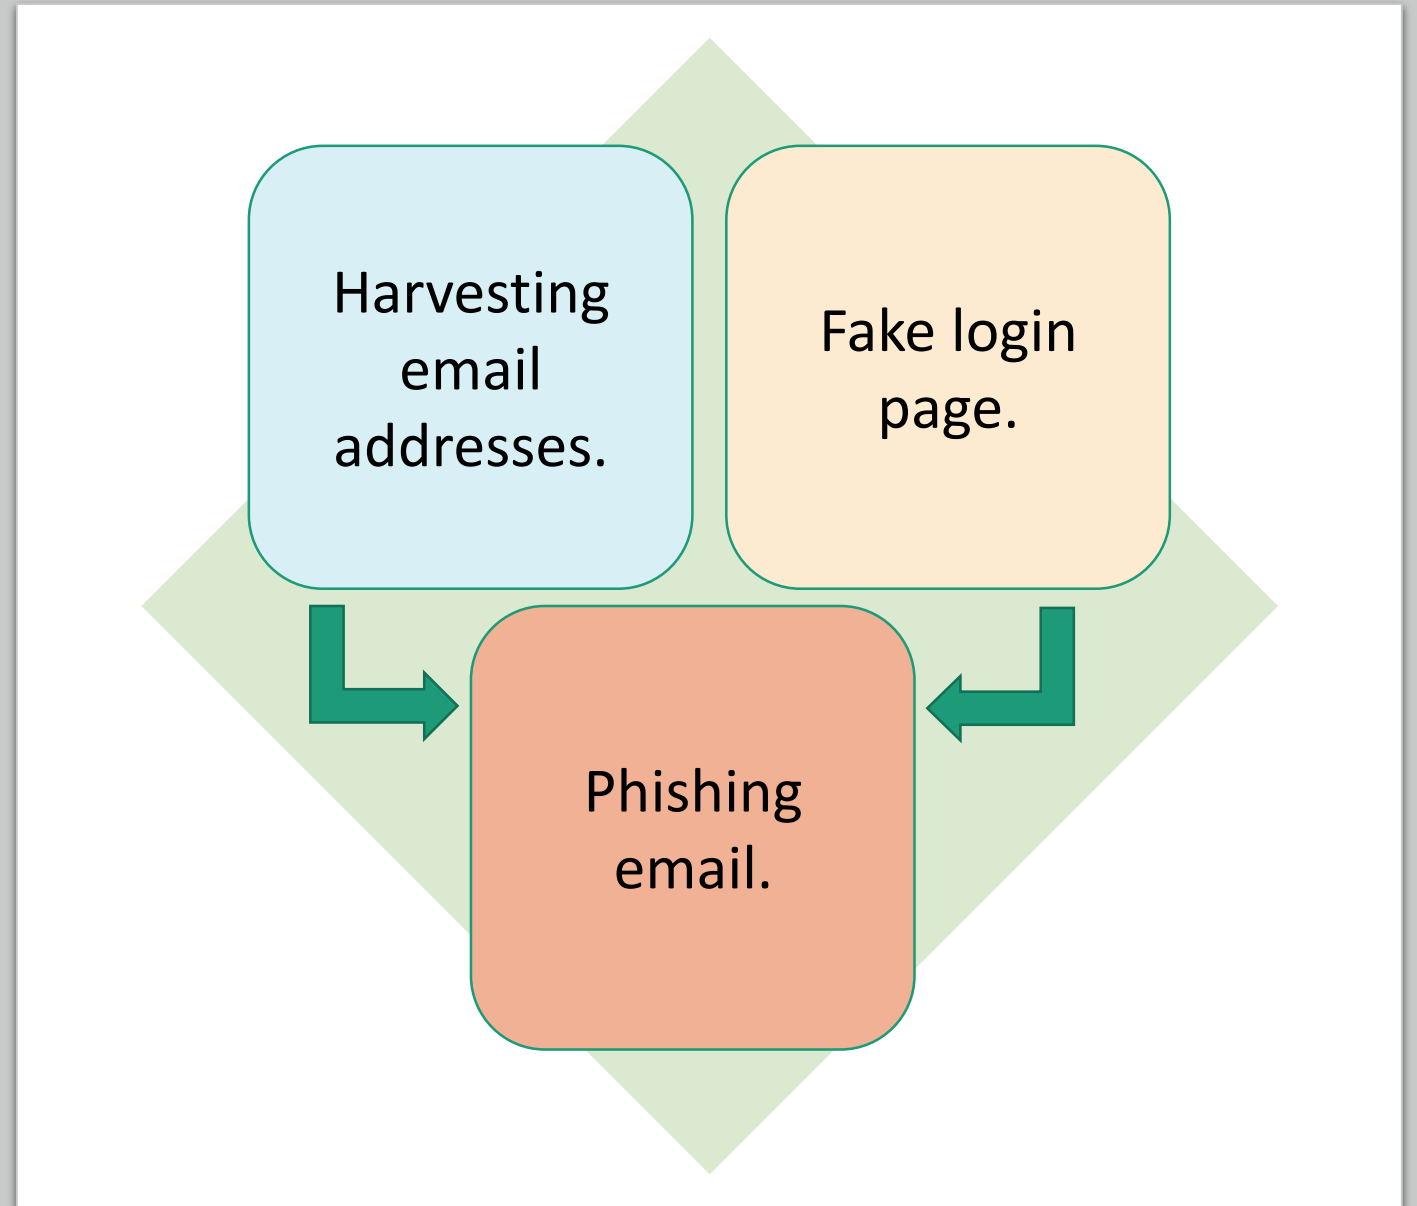 Harvesting
email
addresses.
Fake login
page.
Phishing
email.